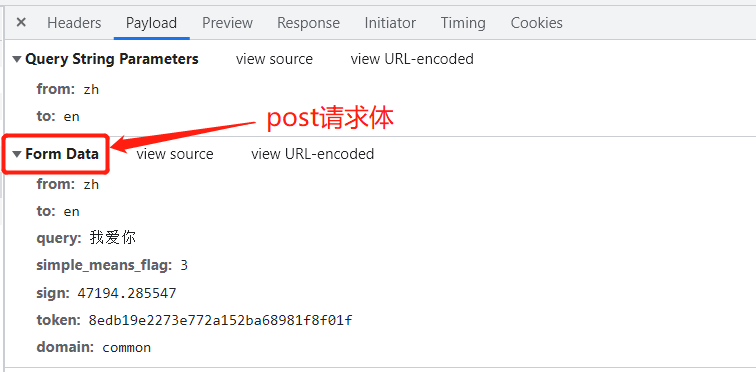 × Headers Payload Preview Response Initiator Timing Cookies
▼Query String Parameters view source view URL-encoded
from: zh
to: en
post请求体
▼Form Data view source view URL-encoded
from: zh
to: en
query: 我爱你
simple_means_flag: 3
sign: 47194.285547
token: 8edb19e2273e772a152ba68981f8f01f
domain: common